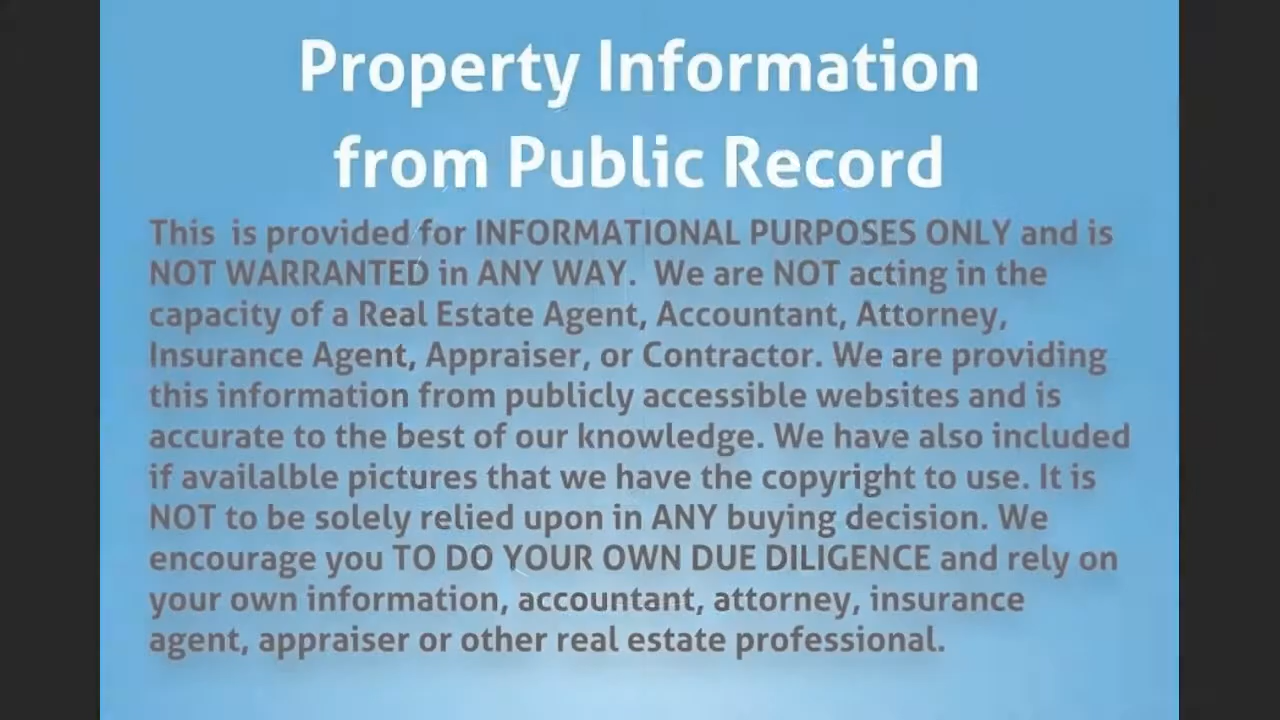 Property Information
from Public Record
This is provided for INFORMATIONAL PURPOSES ONLY and is
NOT WARRANTED in ANY WAY. We are NOT acting in the
capacity of a Real Estate Agent, Accountant, Attorney,
Insurance Agent, Appraiser, or Contractor. We are providing
this information from publicly accessible websites and is
accurate to the best of our knowledge. We have also included
if availalble pictures that we have the copyright to use. It is
NOT to be solely relied upon in ANY buying decision. We
encourage you TO DO YOUR OWN DUE DILIGENCE and rely on
your own information, accountant, attorney, insurance
agent, appraiser or other real estate professional.